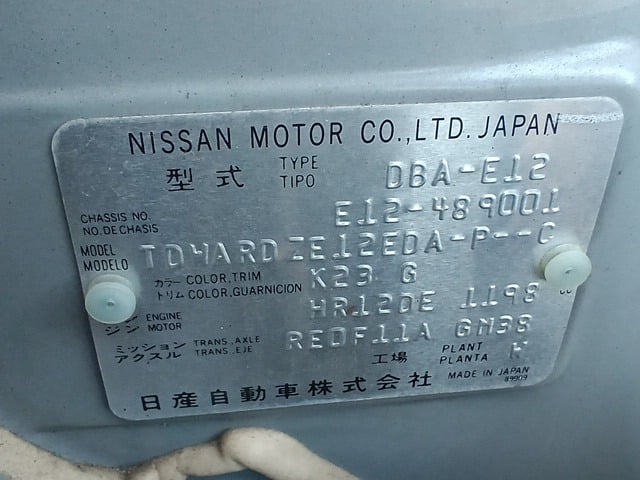 NISSAN MOTOR CO.,LTD. JAPAN
型式 TYPE TIPO DBA-E12
CHASSIS NO. NO. DE CHASIS E12-489001
MODEL MODELO TDWARDZE12EDA-P--C
カラー COLOR, TRIM トリム COLOR, GUARNICION K23 G
ジン ENGINE MOTOR HR12DE 1198 cc
ミッション アクスル TRANS. AXLE TRANS. EJE RE0F11A GM38
工場 PLANT PLANTA K
日産自動車株式会社 MADE IN JAPAN
89909